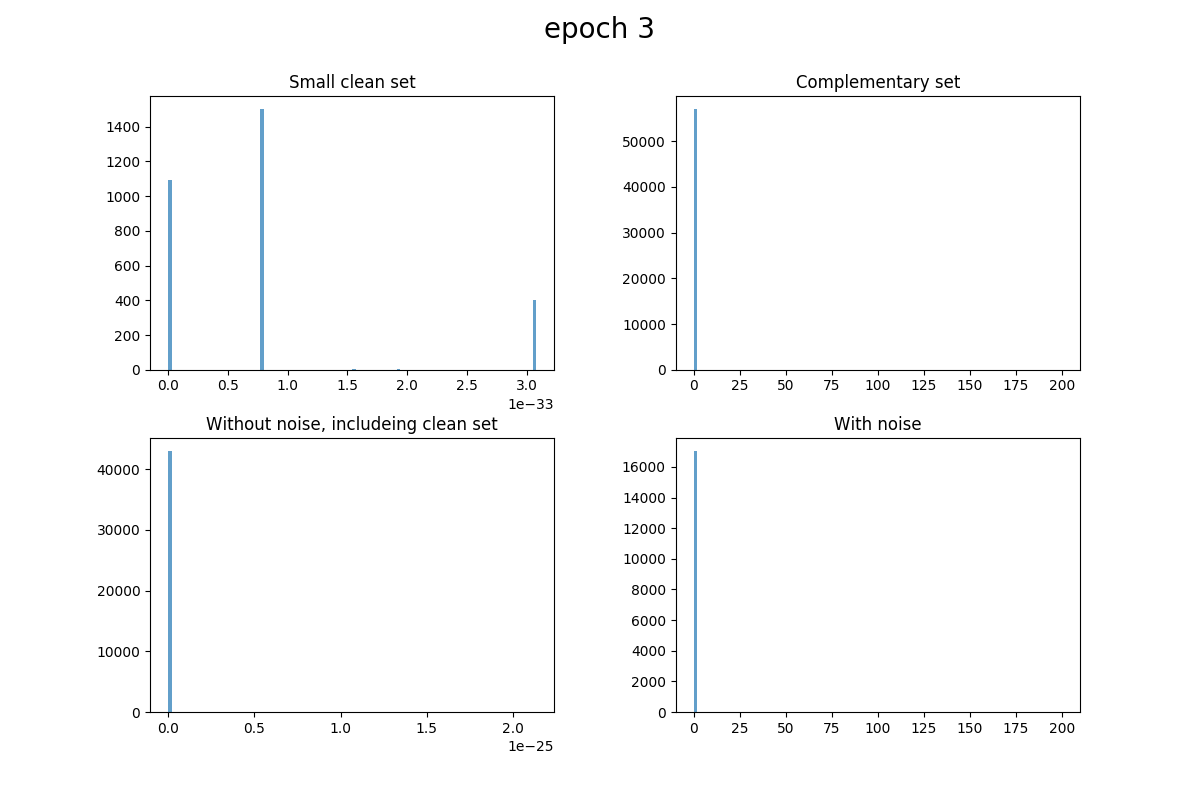 epoch 3
Small clean set
1400
1200
1000
800
600
400
200
0
0.0 0.5 1.0 1.5 2.0 2.5 3.0
1e−33
Complementary set
50000
40000
30000
20000
10000
0
0 25 50 75 100 125 150 175 200
Without noise, includeing clean set
40000
30000
20000
10000
0
0.0 0.5 1.0 1.5 2.0
1e−25
With noise
16000
14000
12000
10000
8000
6000
4000
2000
0
0 25 50 75 100 125 150 175 200